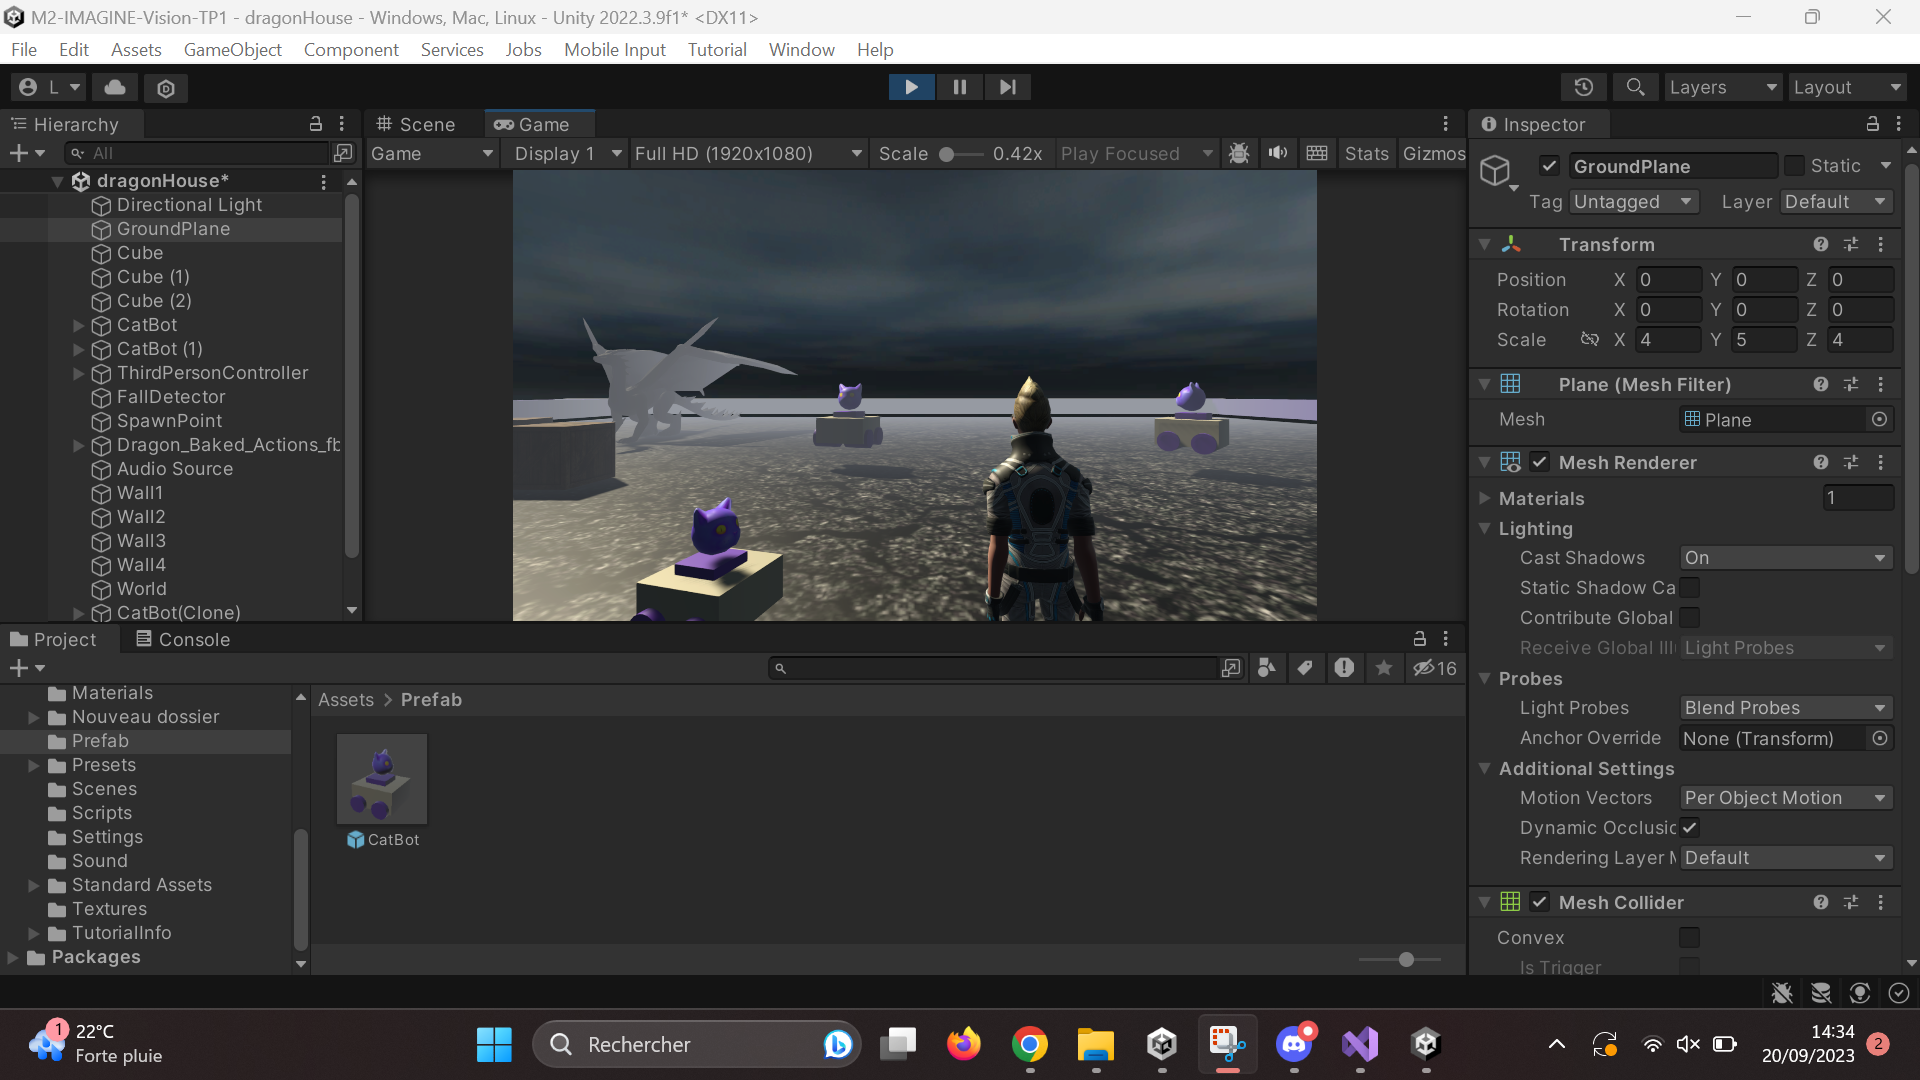 M2-IMAGINE-Vision-TP1 - dragonHouse - Windows, Mac, Linux - Unity 2022.3.9f1* <DX11>
File Edit Assets GameObject Component Services Jobs Mobile Input Tutorial Window Help
L Layers Layout
Hierarchy
All
dragonHouse*
Directional Light
GroundPlane
Cube
Cube (1)
Cube (2)
CatBot
CatBot (1)
ThirdPersonController
FallDetector
SpawnPoint
Dragon_Baked_Actions_fb
Audio Source
Wall1
Wall2
Wall3
Wall4
World
CatBot(Clone)
Scene Game
Game Display 1 Full HD (1920x1080) Scale 0.42x Play Focused Stats Gizmos
Inspector
GroundPlane Static
Tag Untagged Layer Default
Transform
Position X 0 Y 0 Z 0
Rotation X 0 Y 0 Z 0
Scale X 4 Y 5 Z 4
Plane (Mesh Filter)
Mesh Plane
Mesh Renderer
Materials 1
Lighting
Cast Shadows On
Static Shadow Ca
Contribute Global
Receive Global Illu Light Probes
Probes
Light Probes Blend Probes
Anchor Override None (Transform)
Additional Settings
Motion Vectors Per Object Motion
Dynamic Occlusic
Rendering Layer M Default
Mesh Collider
Convex
Is Trigger
Project Console
16
Materials
Nouveau dossier
Prefab
Presets
Scenes
Scripts
Settings
Sound
Standard Assets
Textures
TutorialInfo
Packages
Assets > Prefab
CatBot
1 22°C
Forte pluie
Rechercher
14:34
20/09/2023
2